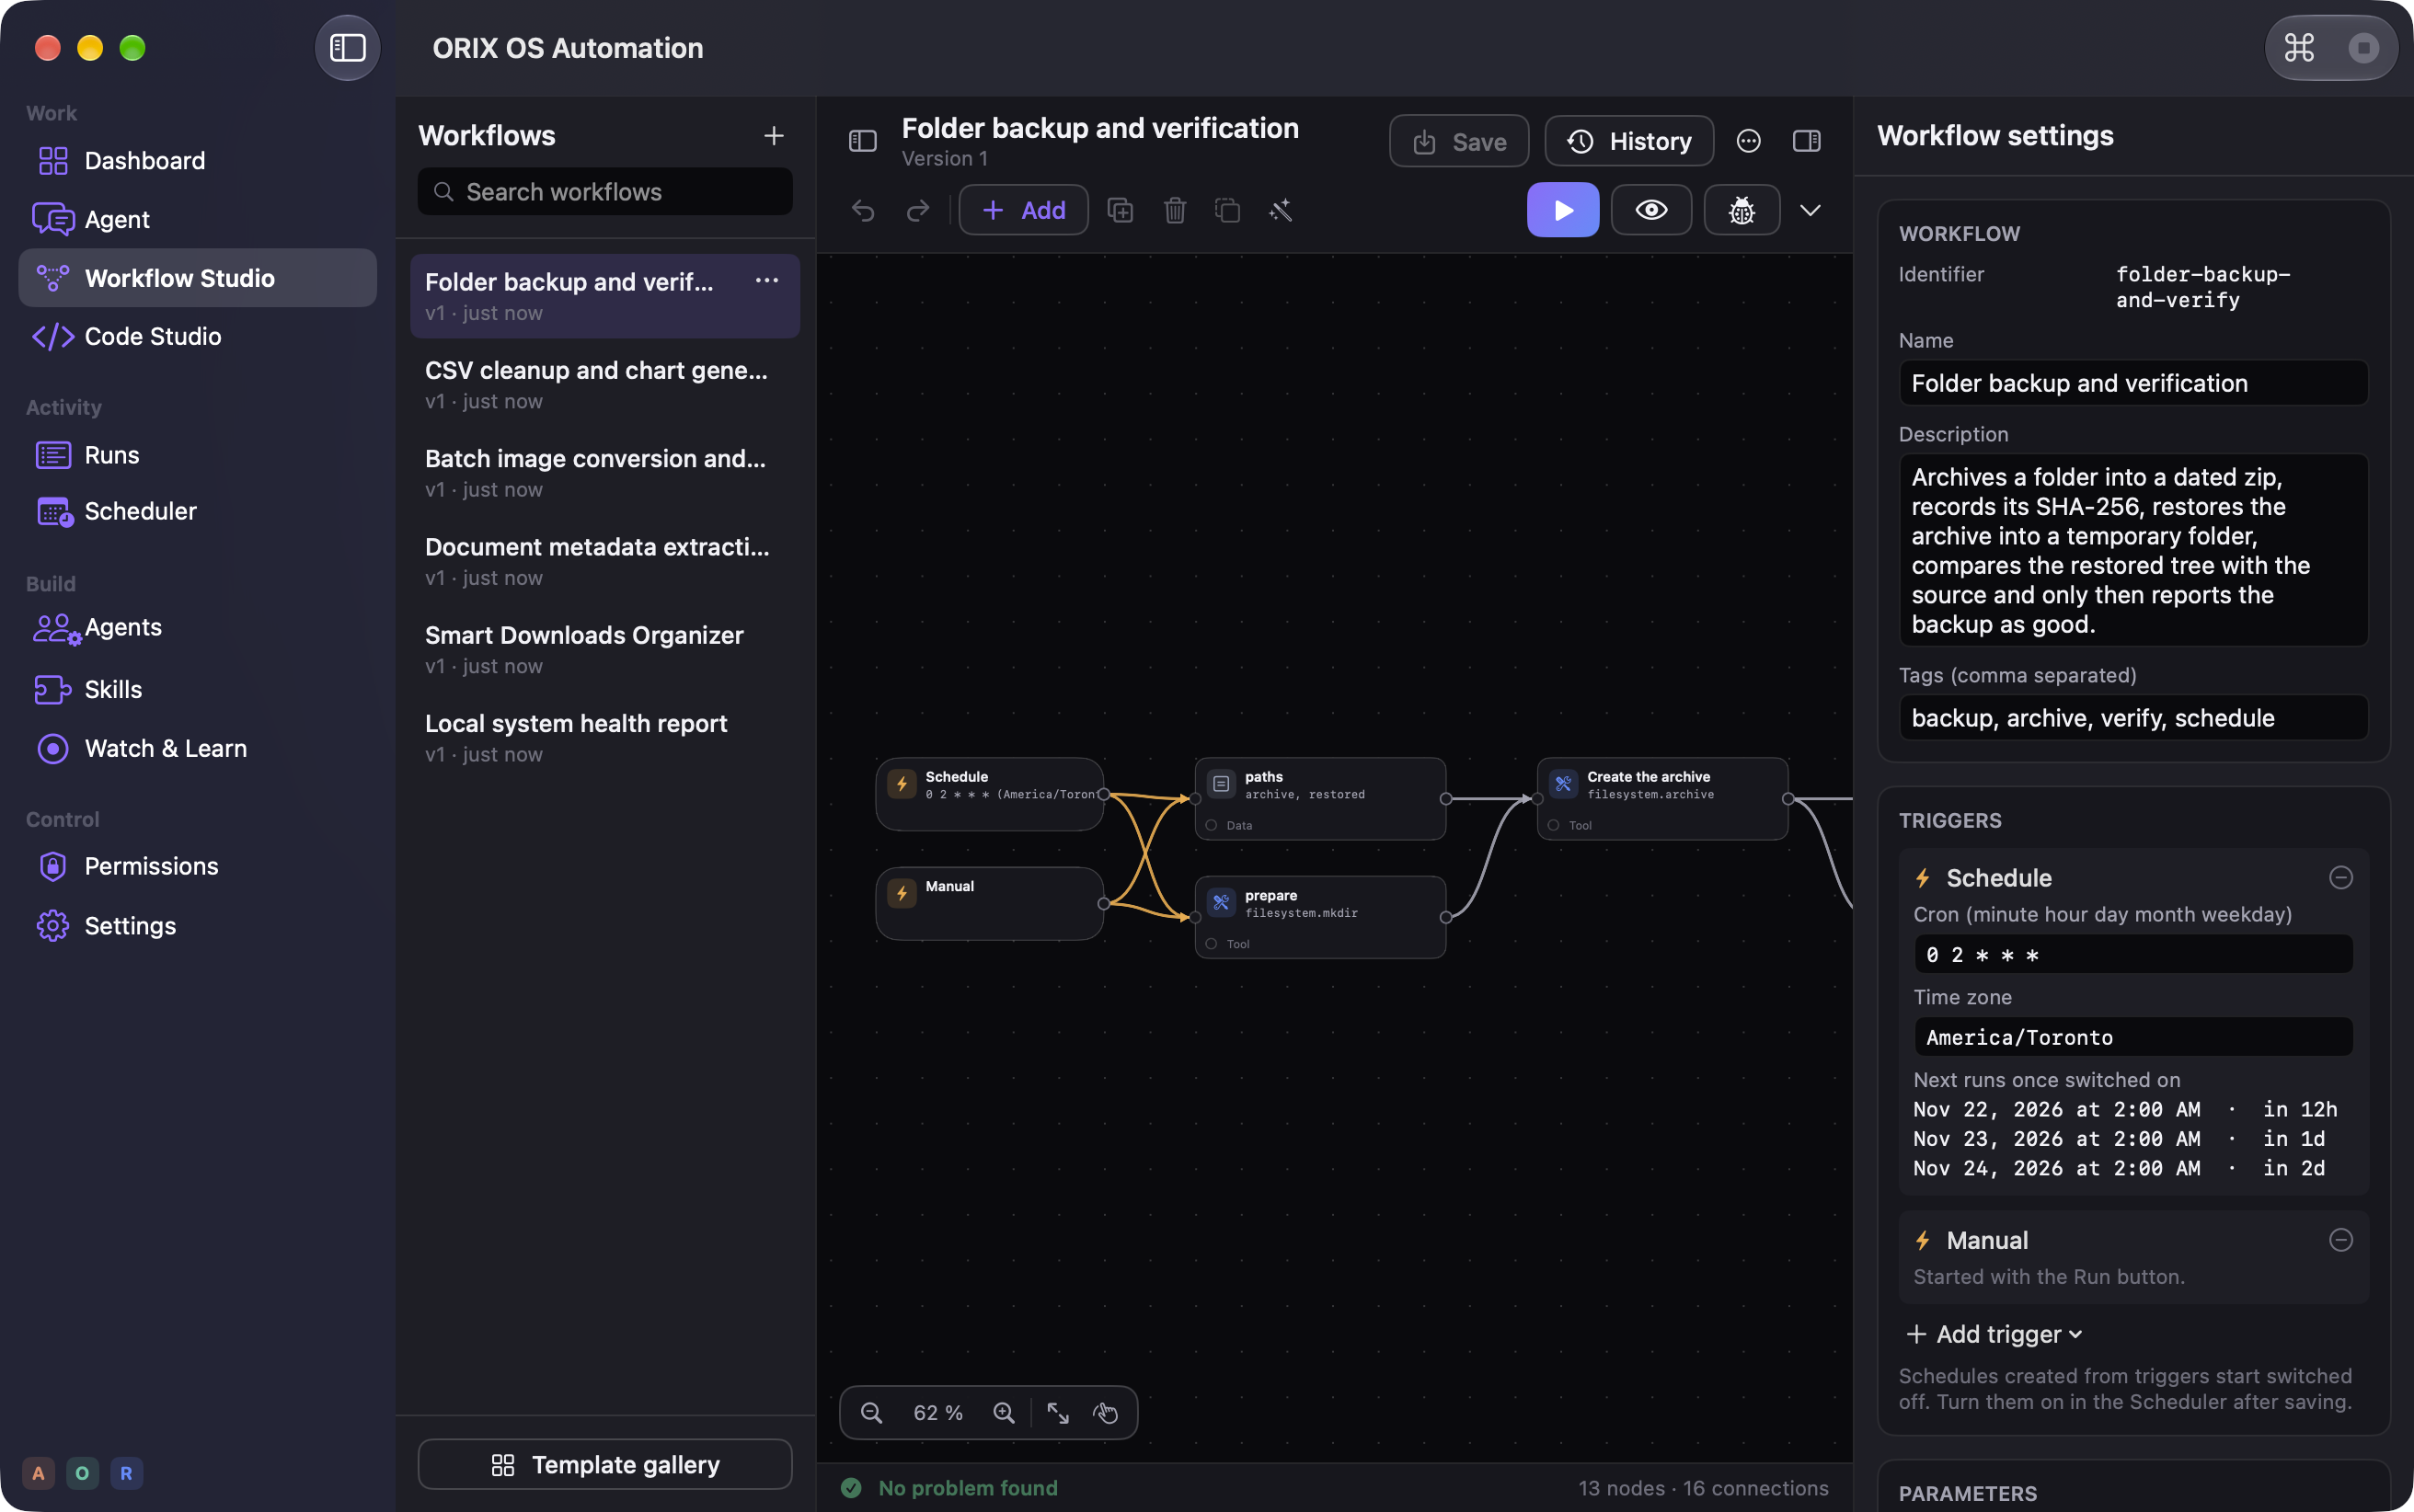 ORIX OS Automation
Work
Dashboard
Agent
Workflow Studio
Code Studio
Activity
Runs
Scheduler
Build
Agents
Skills
Watch & Learn
Control
Permissions
Settings
A O R
Workflows
Search workflows
Folder backup and verif...
v1 · just now
CSV cleanup and chart gene...
v1 · just now
Batch image conversion and...
v1 · just now
Document metadata extracti...
v1 · just now
Smart Downloads Organizer
v1 · just now
Local system health report
v1 · just now
Template gallery
Folder backup and verification
Version 1
Save
History
Add
Schedule
0 2 * * * (America/Toront
Manual
paths
archive, restored
Data
prepare
filesystem.mkdir
Tool
Create the archive
filesystem.archive
Tool
62 %
No problem found
13 nodes · 16 connections
Workflow settings
WORKFLOW
Identifier
folder-backup-
and-verify
Name
Folder backup and verification
Description
Archives a folder into a dated zip,
records its SHA-256, restores the
archive into a temporary folder,
compares the restored tree with the
source and only then reports the
backup as good.
Tags (comma separated)
backup, archive, verify, schedule
TRIGGERS
Schedule
Cron (minute hour day month weekday)
0 2 * * *
Time zone
America/Toronto
Next runs once switched on
Nov 22, 2026 at 2:00 AM · in 12h
Nov 23, 2026 at 2:00 AM · in 1d
Nov 24, 2026 at 2:00 AM · in 2d
Manual
Started with the Run button.
Add trigger
Schedules created from triggers start switched
off. Turn them on in the Scheduler after saving.
PARAMETERS